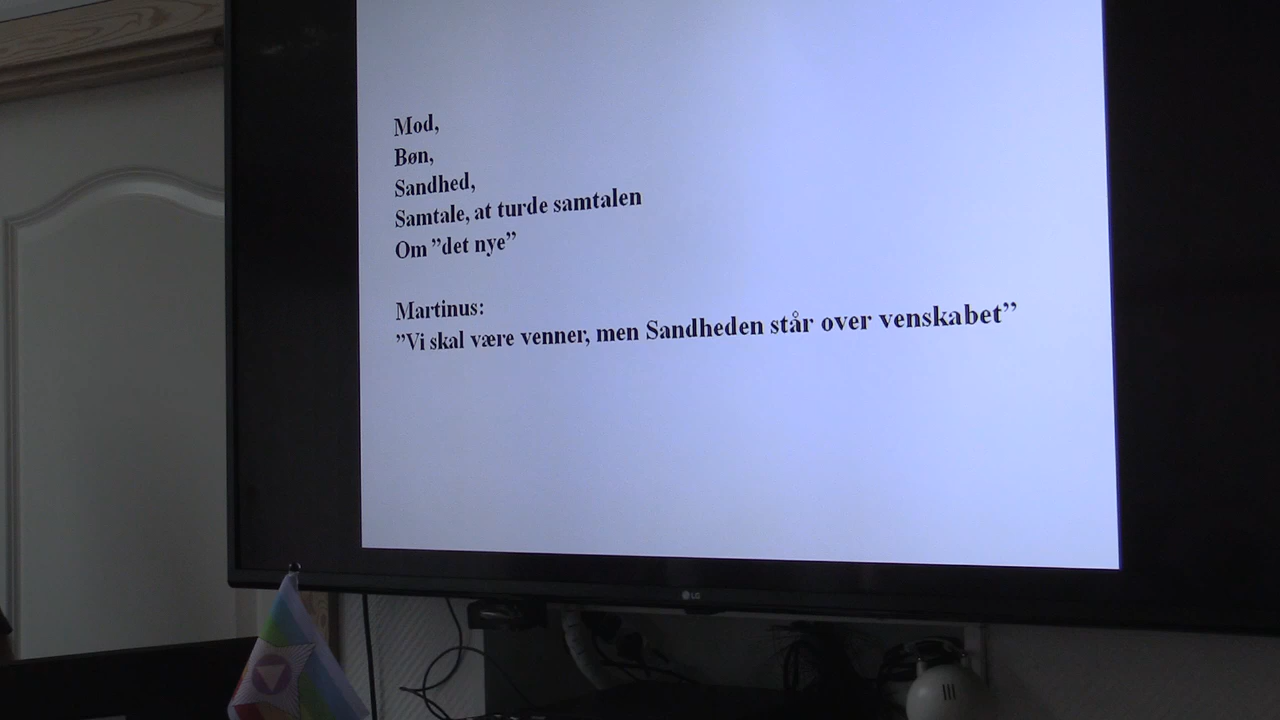 Mod,
Bøn,
Sandhed,
Samtale, at turde samtalen
Om ”det nye”
Martinus:
”Vi skal være venner, men Sandheden står over venskabet”
LG